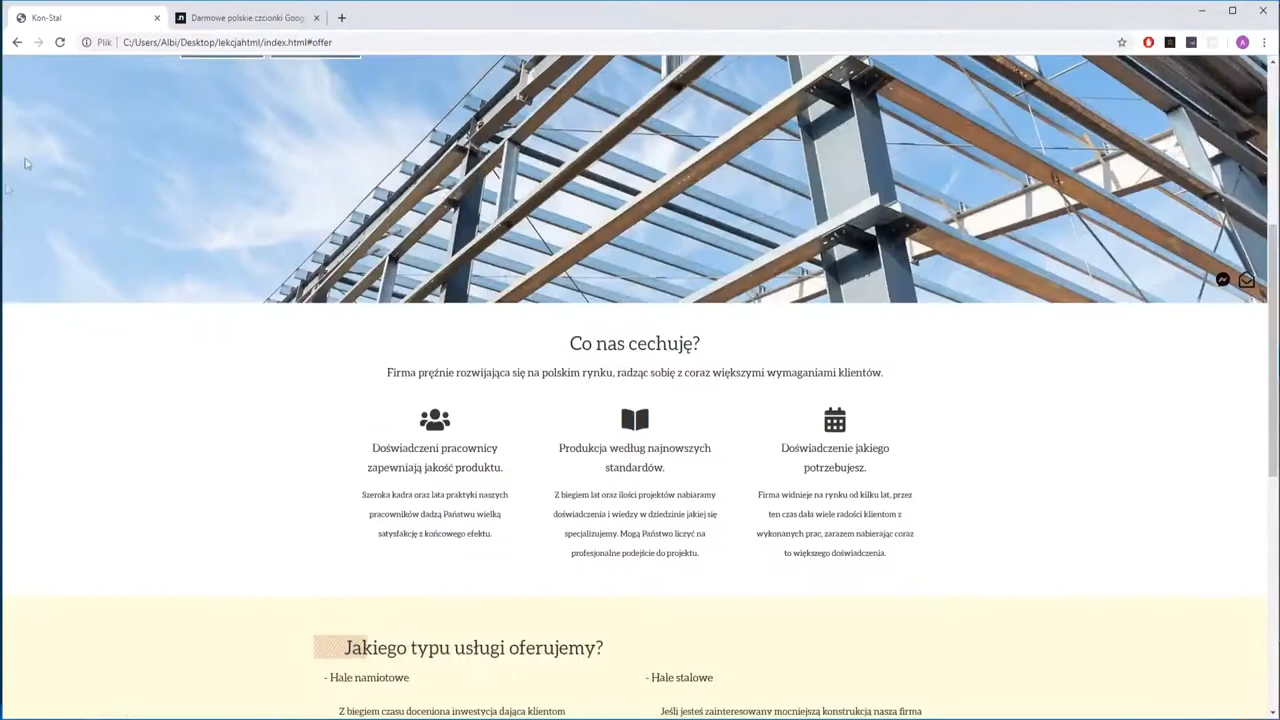 Kon-Stal
Darmowe polskie czcionki Goog
Plik C:/Users/Albi/Desktop/lekcjahtml/index.html#offer
A
Co nas cechuję?
Firma prężnie rozwijająca się na polskim rynku, radząc sobię z coraz większymi wymaganiami klientów.
Doświadczeni pracownicy
zapewniają jakość produktu.
Szeroka kadra oraz lata praktyki naszych
pracowników dadzą Państwu wielką
satysfakcję z końcowego efektu.
Produkcja według najnowszych
standardów.
Z biegiem lat oraz ilości projektów nabiaramy
doświadczenia i wiedzy w dziedzinie jakiej się
specjalizujemy. Mogą Państwo liczyć na
profesjonalne podejście do projektu.
Doświadczenie jakiego
potrzebujesz.
Firma widnieje na rynku od kilku lat, przez
ten czas dała wiele radości klientom z
wykonanych prac, zarazem nabierając coraz
to większego doświadczenia.
Jakiego typu usługi oferujemy?
- Hale namiotowe
Z biegiem czasu doceniona inwestycja dająca klientom
- Hale stalowe
Jeśli jesteś zainteresowany mocniejszą konstrukcją nasza firma